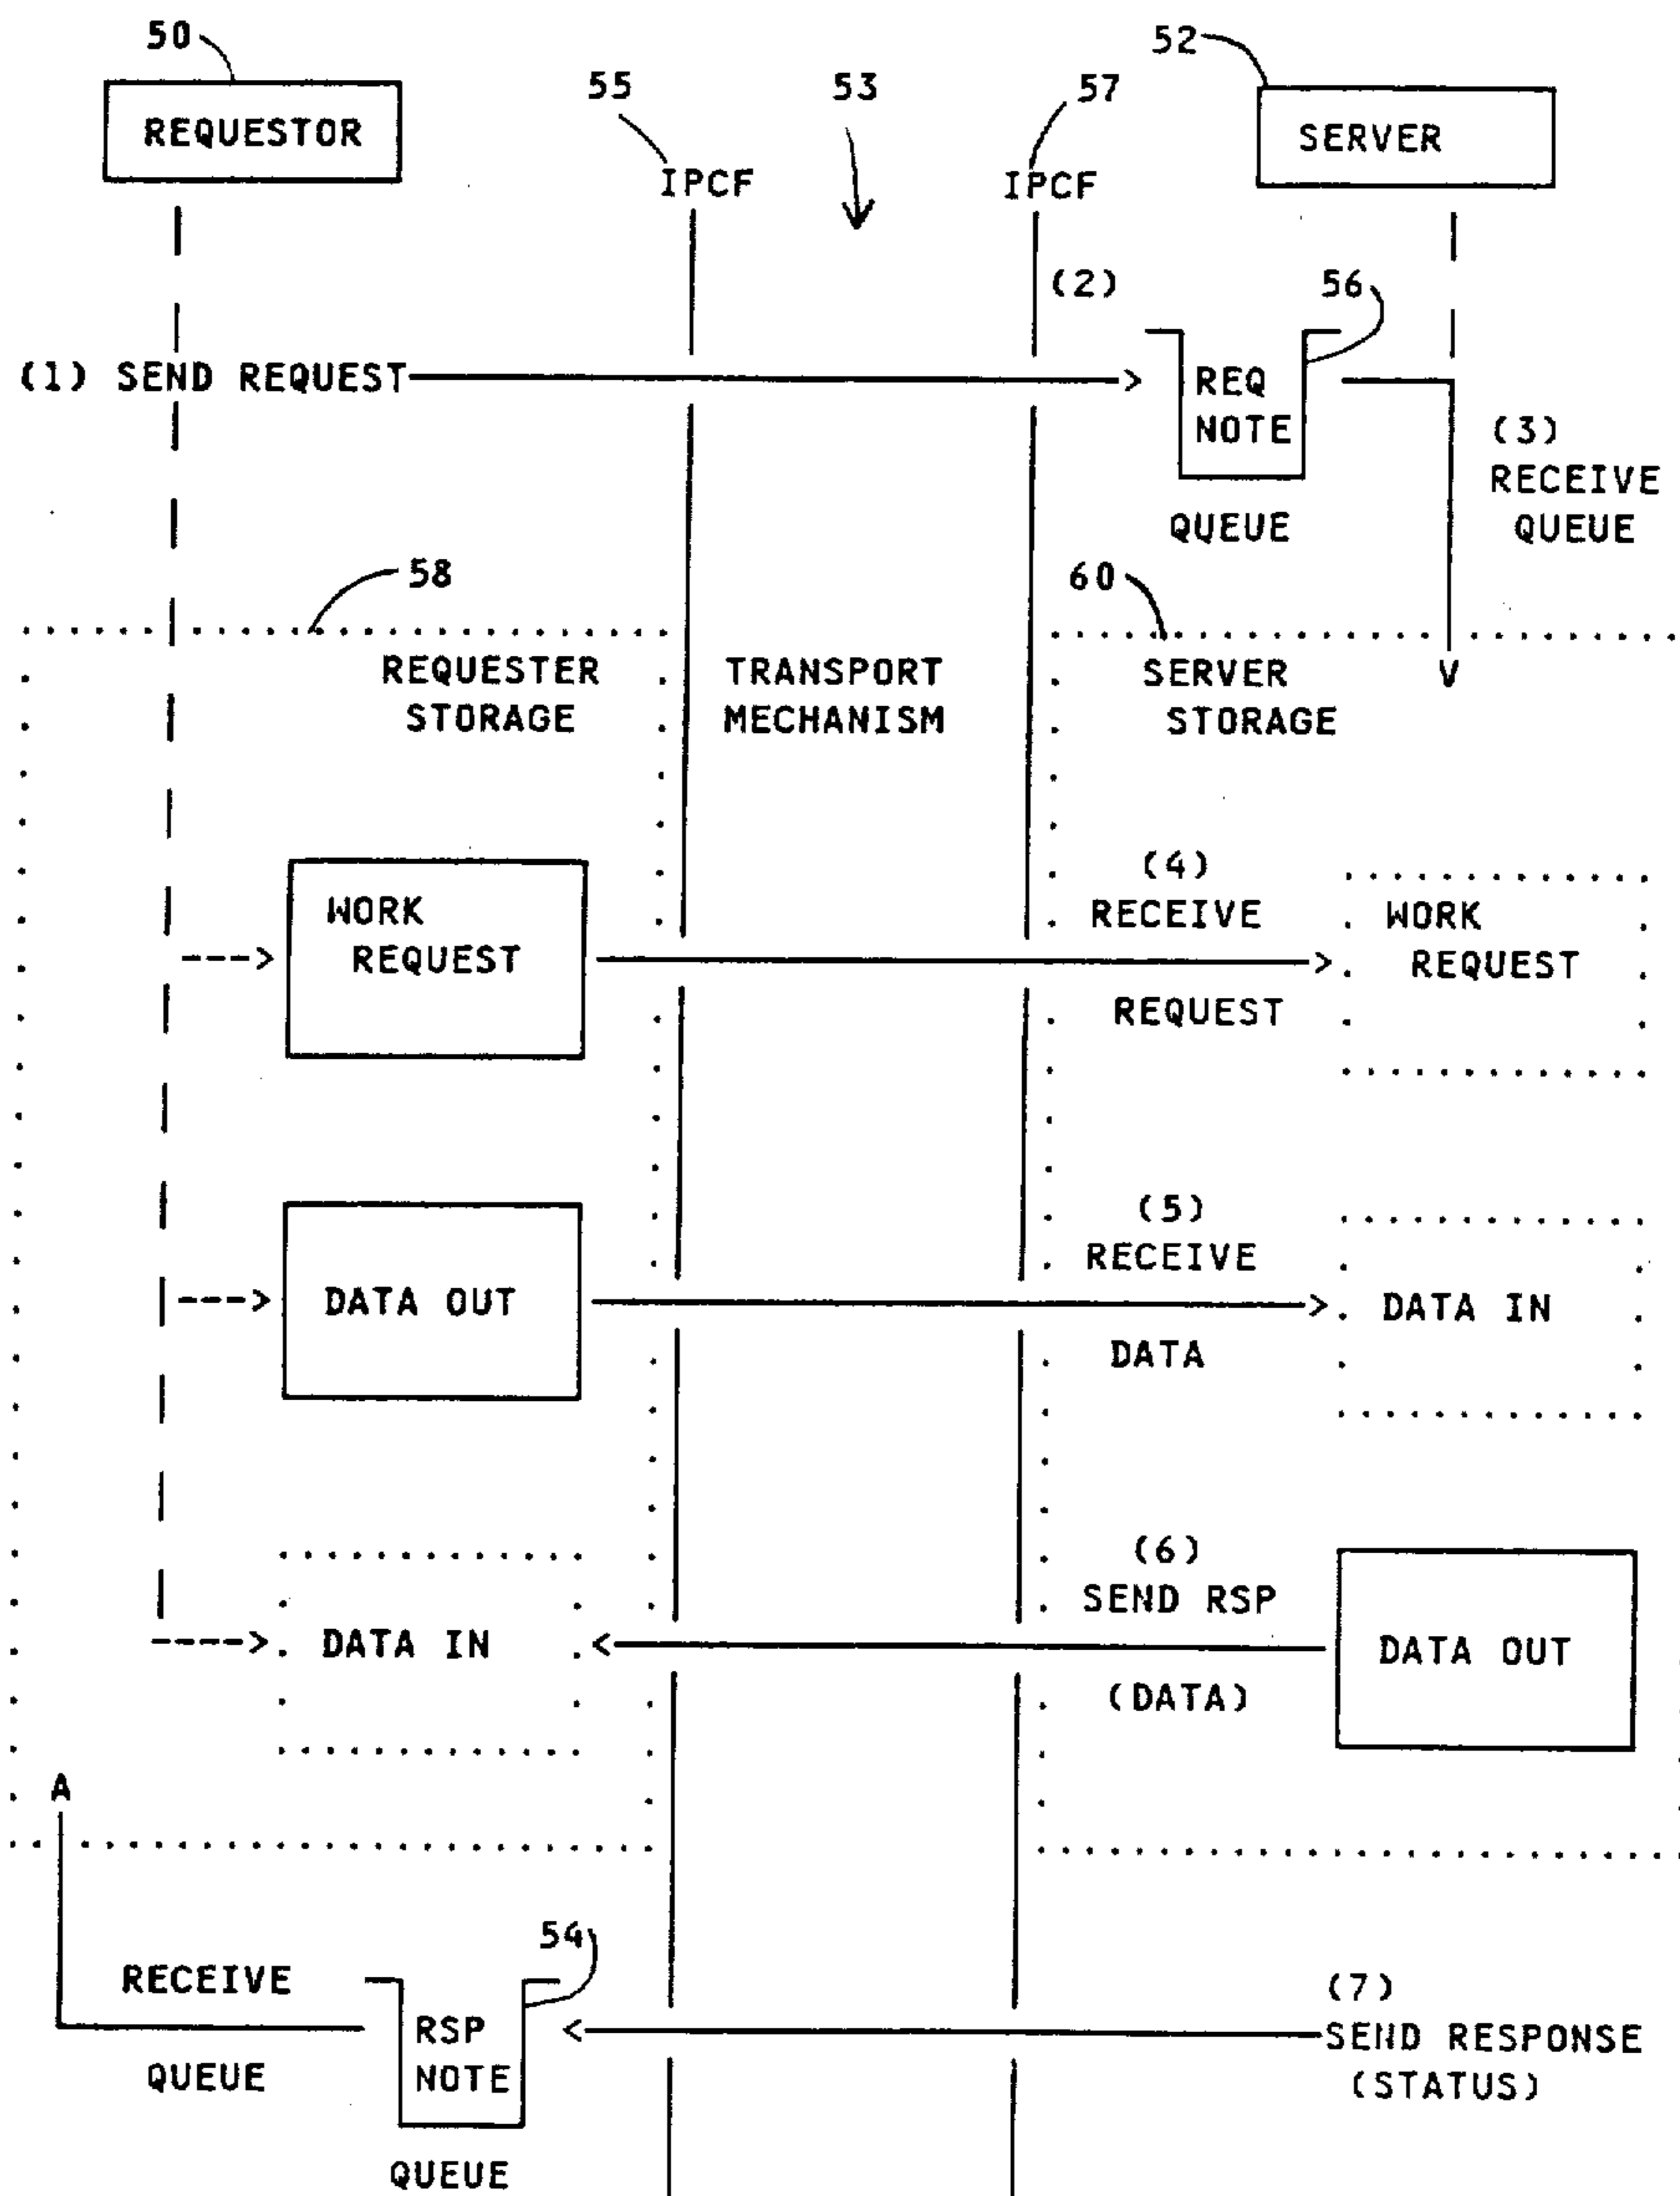 50
52
55
53
57
REQUESTOR
SERVER
IPCF
IPCF
(2)
56
(1) SEND REQUEST
REQ
NOTE
(3)
RECEIVE
QUEUE
QUEUE
58
60
REQUESTER
STORAGE
TRANSPORT
MECHANISM
SERVER
STORAGE
V
WORK
REQUEST
(4)
RECEIVE
REQUEST
WORK
REQUEST
DATA OUT
(5)
RECEIVE
DATA
DATA IN
DATA IN
(6)
SEND RSP
(DATA)
DATA OUT
A
54
RECEIVE
QUEUE
RSP
NOTE
QUEUE
(7)
SEND RESPONSE
(STATUS)